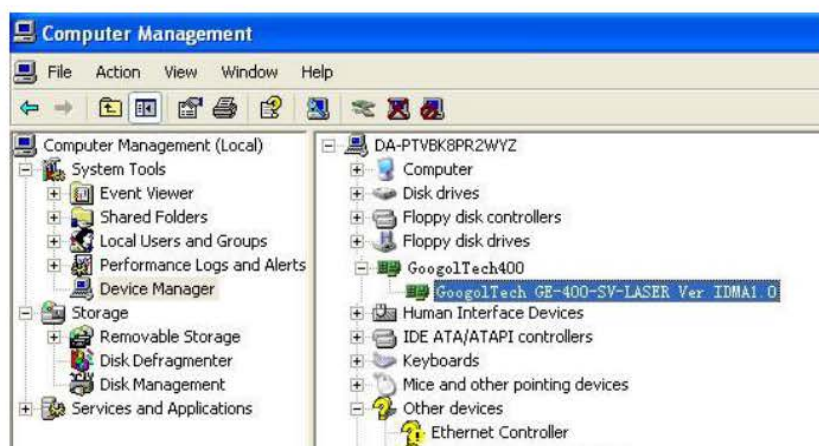 Computer Management
File Action View Window Help
Computer Management (Local)
System Tools
Event Viewer
Shared Folders
Local Users and Groups
Performance Logs and Alerts
Device Manager
Storage
Removable Storage
Disk Defragmenter
Disk Management
Services and Applications
DA-PTVBK8PR2WYZ
Computer
Disk drives
Floppy disk controllers
Floppy disk drives
GoogolTech400
GoogolTech GE-400-SV-LASER Ver IDMA1.0
Human Interface Devices
IDE ATA/ATAPI controllers
Keyboards
Mice and other pointing devices
Other devices
Ethernet Controller